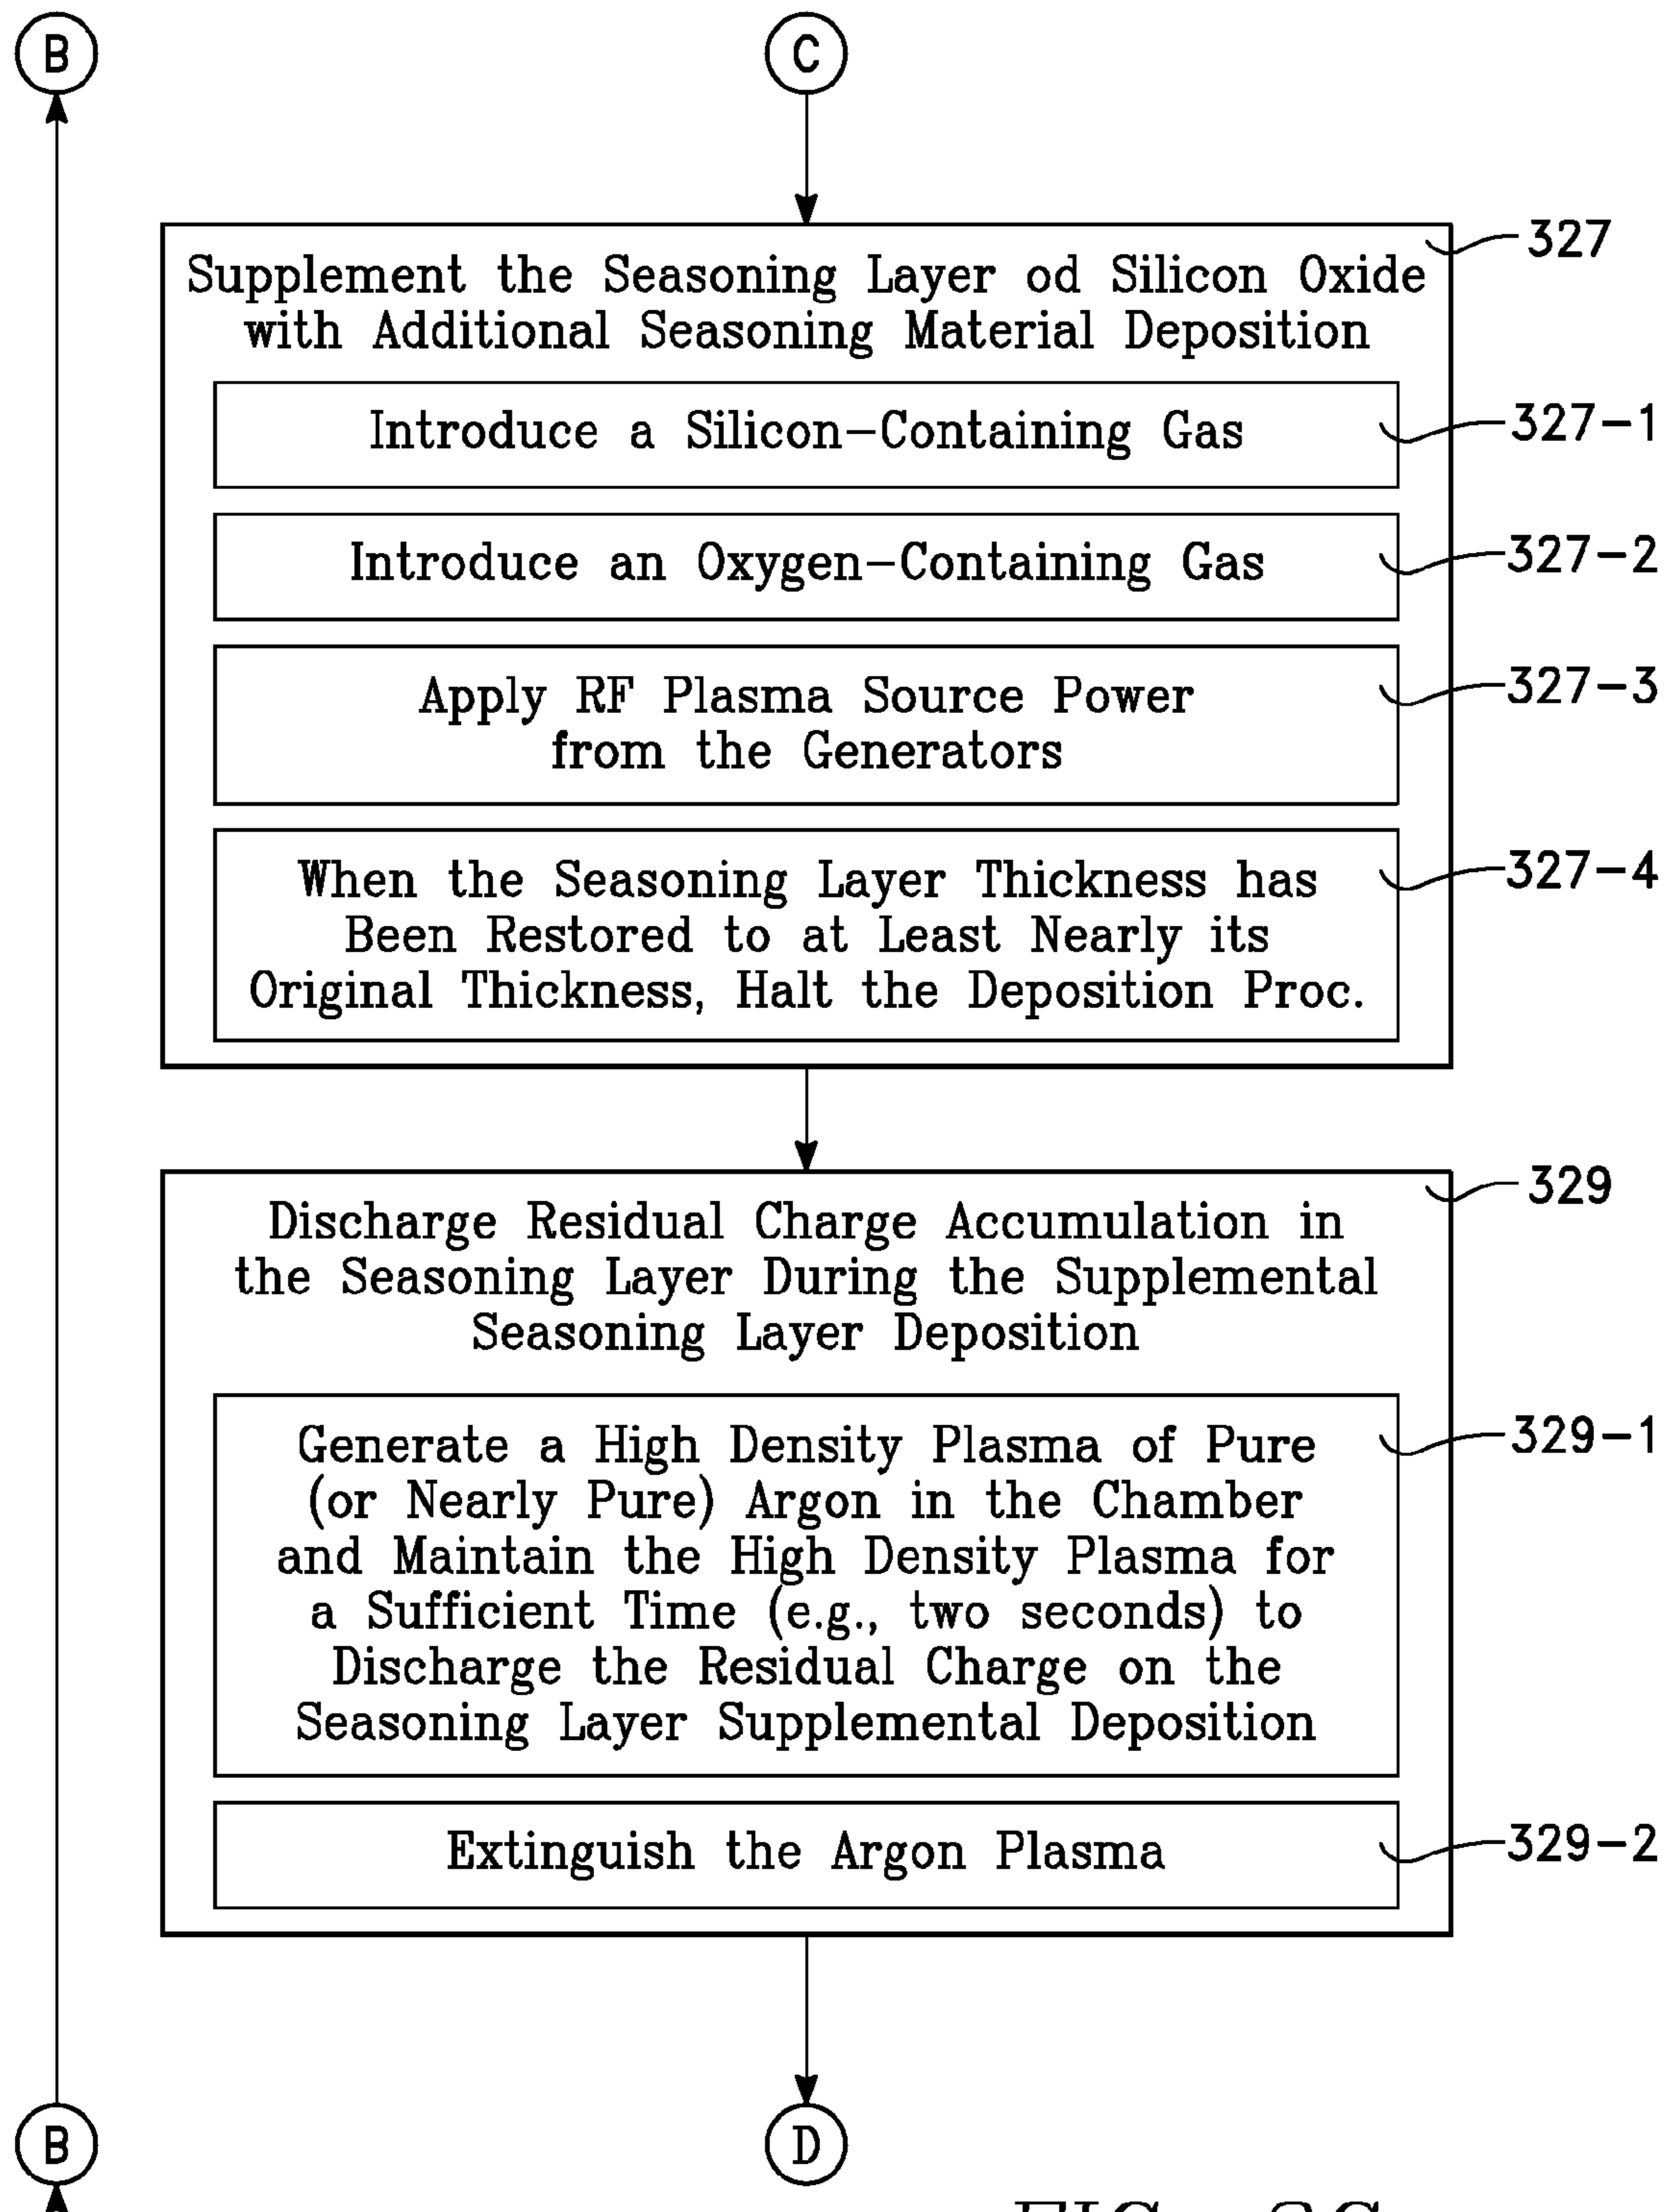 B
C
327
Supplement the Seasoning Layer od Silicon Oxide
with Additional Seasoning Material Deposition
Introduce a Silicon-Containing Gas
327-1
Introduce an Oxygen-Containing Gas
327-2
Apply RF Plasma Source Power
from the Generators
327-3
When the Seasoning Layer Thickness has
Been Restored to at Least Nearly its
Original Thickness, Halt the Deposition Proc.
327-4
329
Discharge Residual Charge Accumulation in
the Seasoning Layer During the Supplemental
Seasoning Layer Deposition
Generate a High Density Plasma of Pure
(or Nearly Pure) Argon in the Chamber
and Maintain the High Density Plasma for
a Sufficient Time (e.g., two seconds) to
Discharge the Residual Charge on the
Seasoning Layer Supplemental Deposition
329-1
Extinguish the Argon Plasma
329-2
B
D